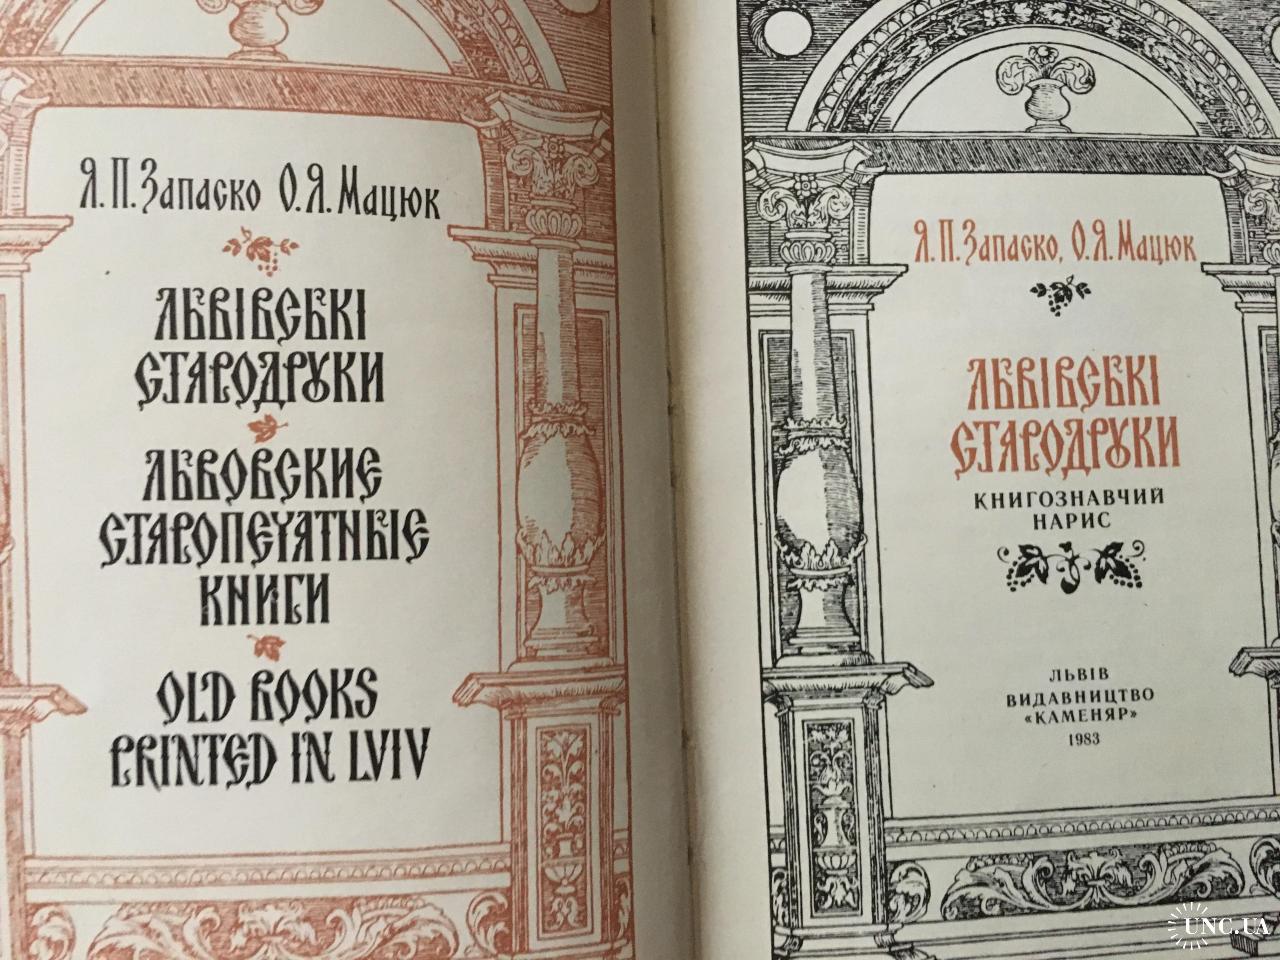 Я.П.Запаско О.Я.Мацюк
ЛЬВІВСЬКІ
СТАРОДРУКИ
ЛЬВОВСКИЕ
СТАРОПЕЧАТНЫЕ
КНИГИ
OLD BOOKS
PRINTED IN LVIV
Я.П.Запаско, О.Я.Мацюк
ЛЬВІВСЬКІ
СТАРОДРУКИ
КНИГОЗНАВЧИЙ
НАРИС
ЛЬВІВ
ВИДАВНИЦТВО
«КАМЕНЯР»
1983
UNC.UA